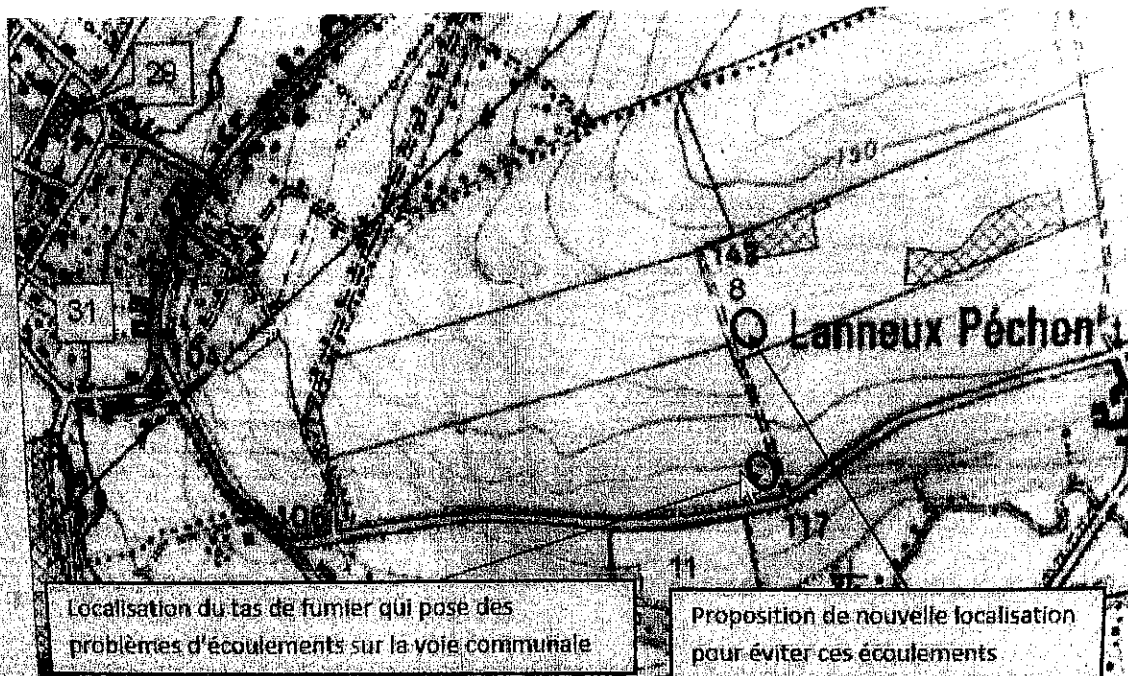 29
150
142
8
31
Lanneux Péchon
104
106
117
11
Localisation du tas de fumier qui pose des
problèmes d'écoulements sur la voie communale
Proposition de nouvelle localisation
pour éviter ces écoulements